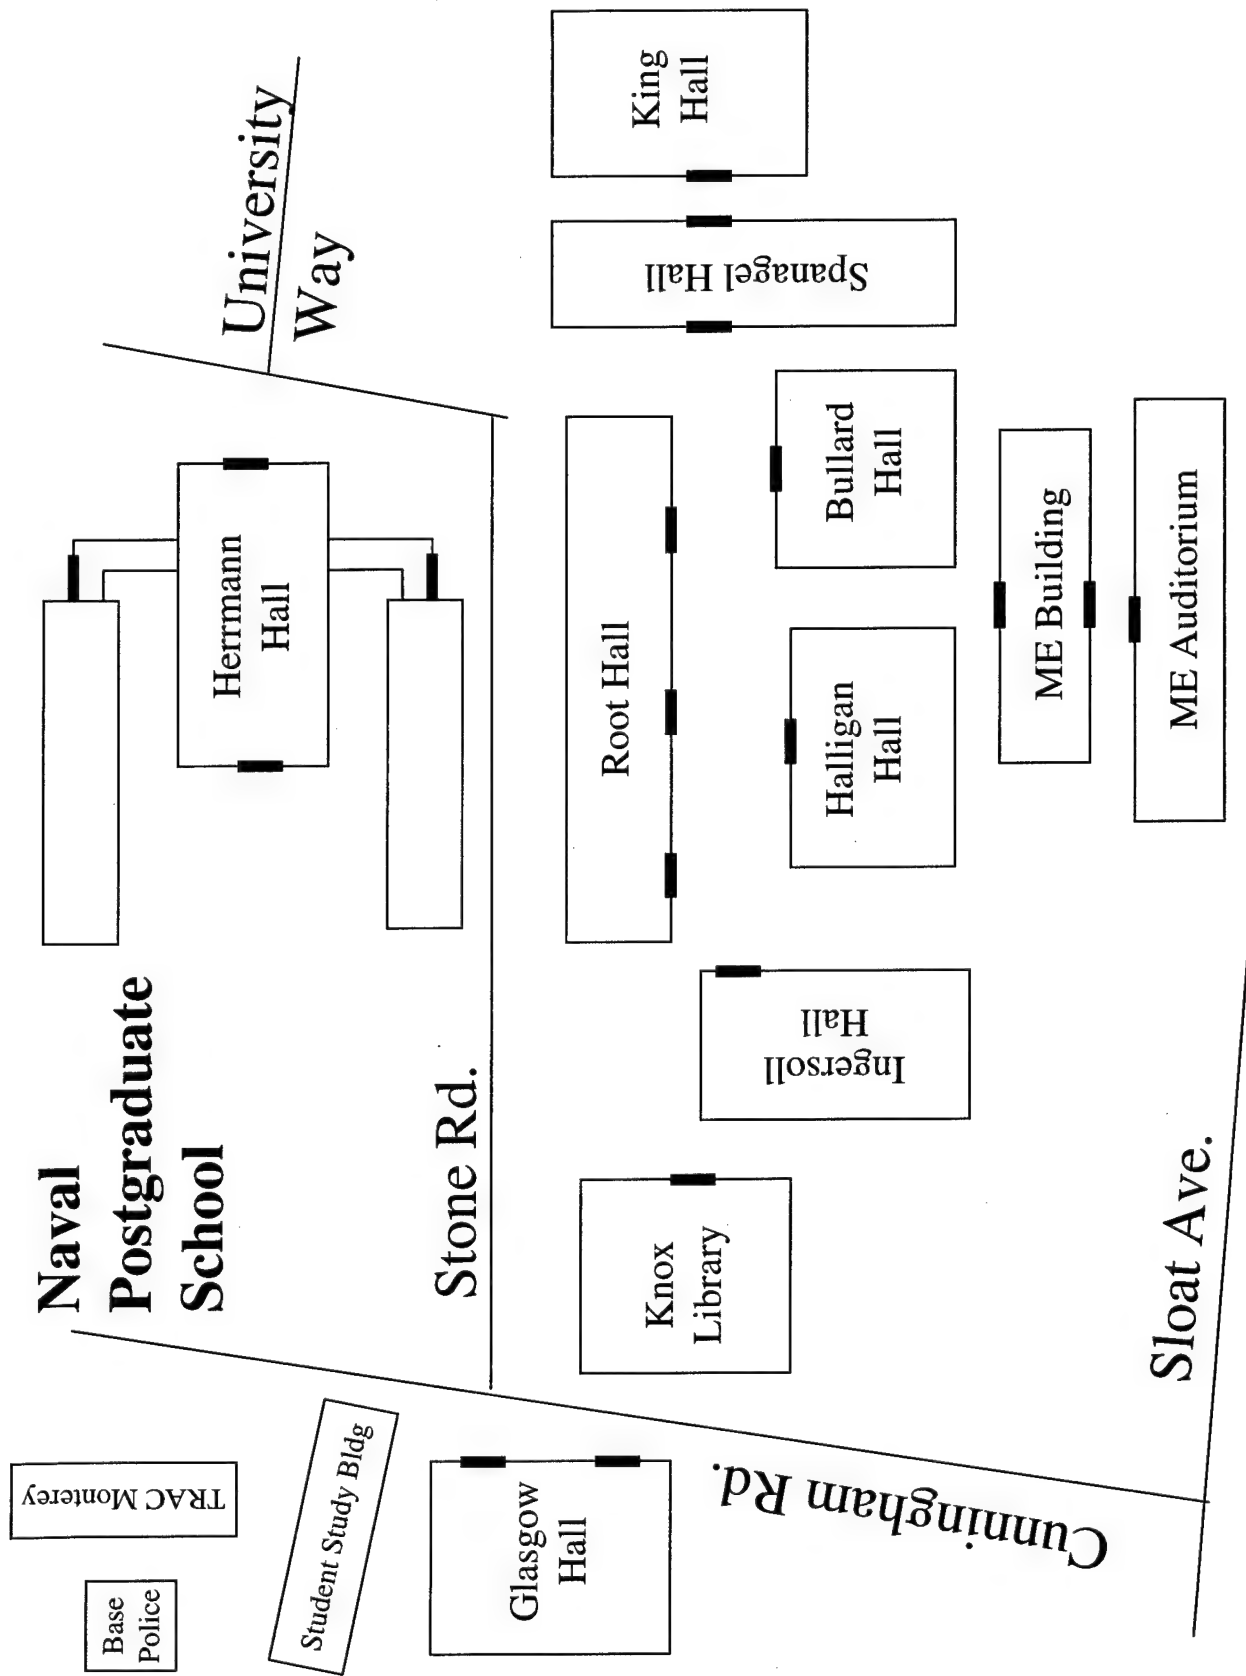 Naval
Postgraduate
School
University
Way
Herrmann
Hall
Stone Rd.
TRAC Monterey
Base
Police
Student Study Bldg
Glasgow
Hall
Knox
Library
Ingersoll
Hall
Root Hall
Halligan
Hall
Bullard
Hall
Spanagel Hall
King
Hall
ME Building
ME Auditorium
Cunningham Rd.
Sloat Ave.